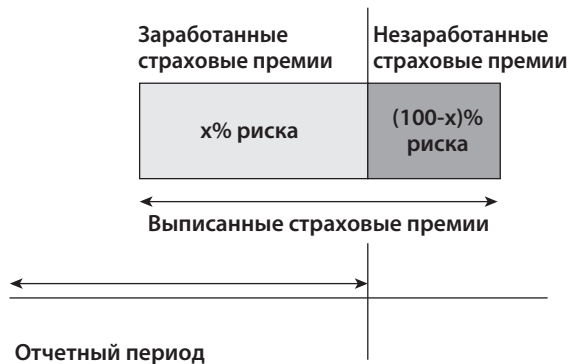 Заработанные
страховые премии
Незаработанные
страховые премии
x% риска
(100-x)%
риска
Выписанные страховые премии
Отчетный период